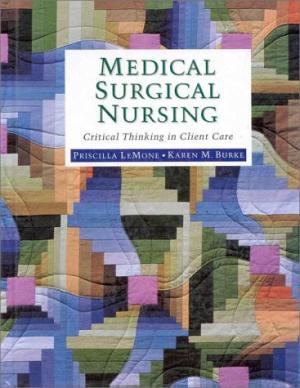 MEDICAL
SURGICAL
NURSING
Critical Thinking in Client Care
PRISCILLA LEMONE • KAREN M. BURKE